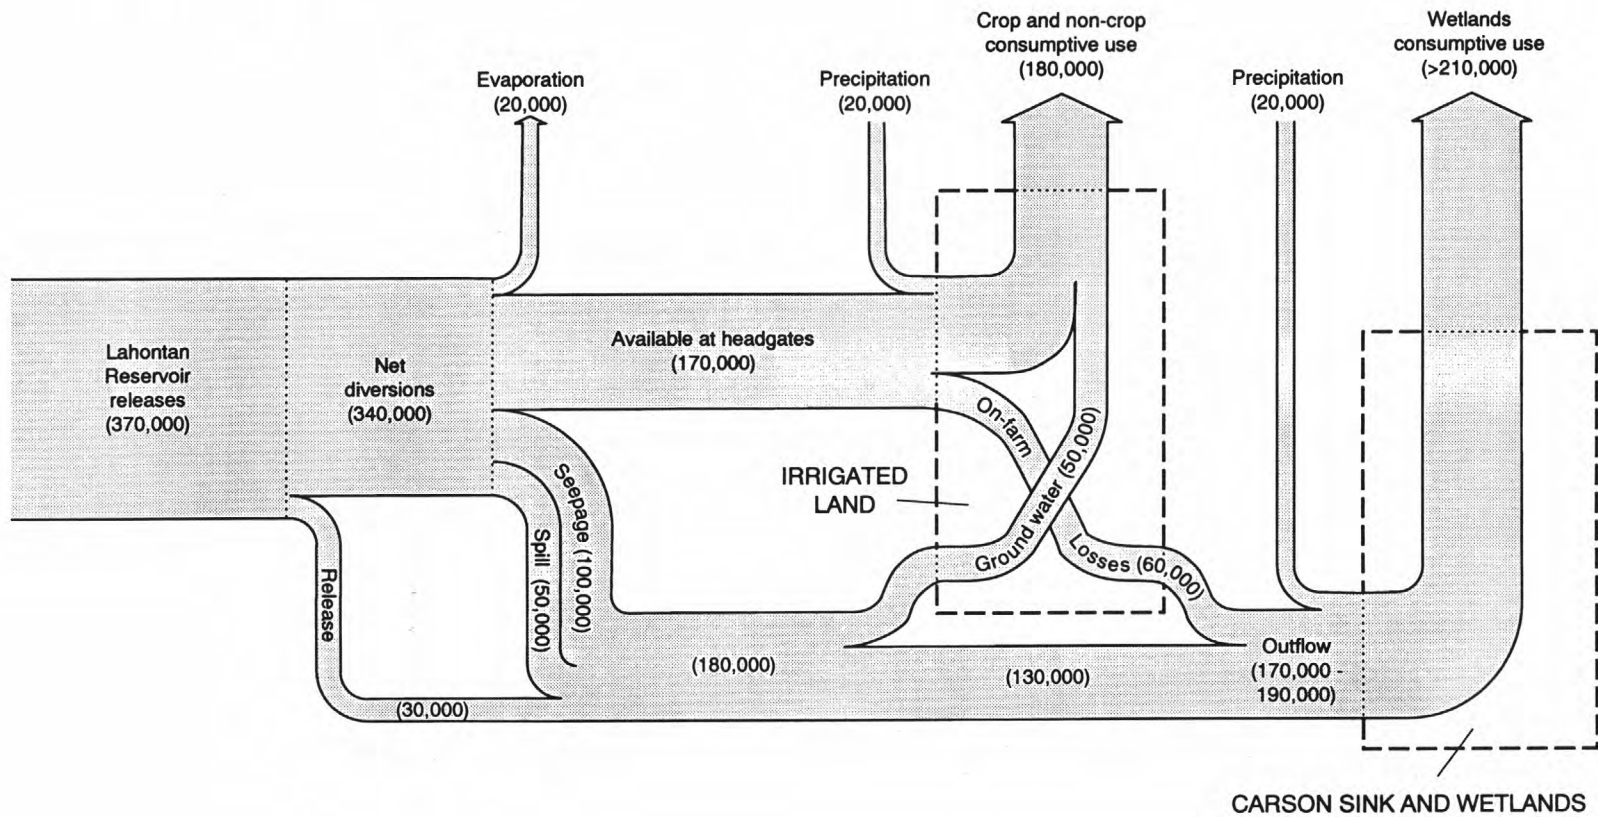 Crop and non-crop
consumptive use
(180,000)
Wetlands
consumptive use
(>210,000)
Evaporation
(20,000)
Precipitation
(20,000)
Precipitation
(20,000)
Lahontan
Reservoir
releases
(370,000)
Net
diversions
(340,000)
Available at headgates
(170,000)
On-farm
Losses (60,000)
Ground water (50,000)
IRRIGATED
LAND
Seepage (100,000)
Spill (50,000)
Release
(30,000)
(180,000)
(130,000)
Outflow
(170,000 -
190,000)
CARSON SINK AND WETLANDS